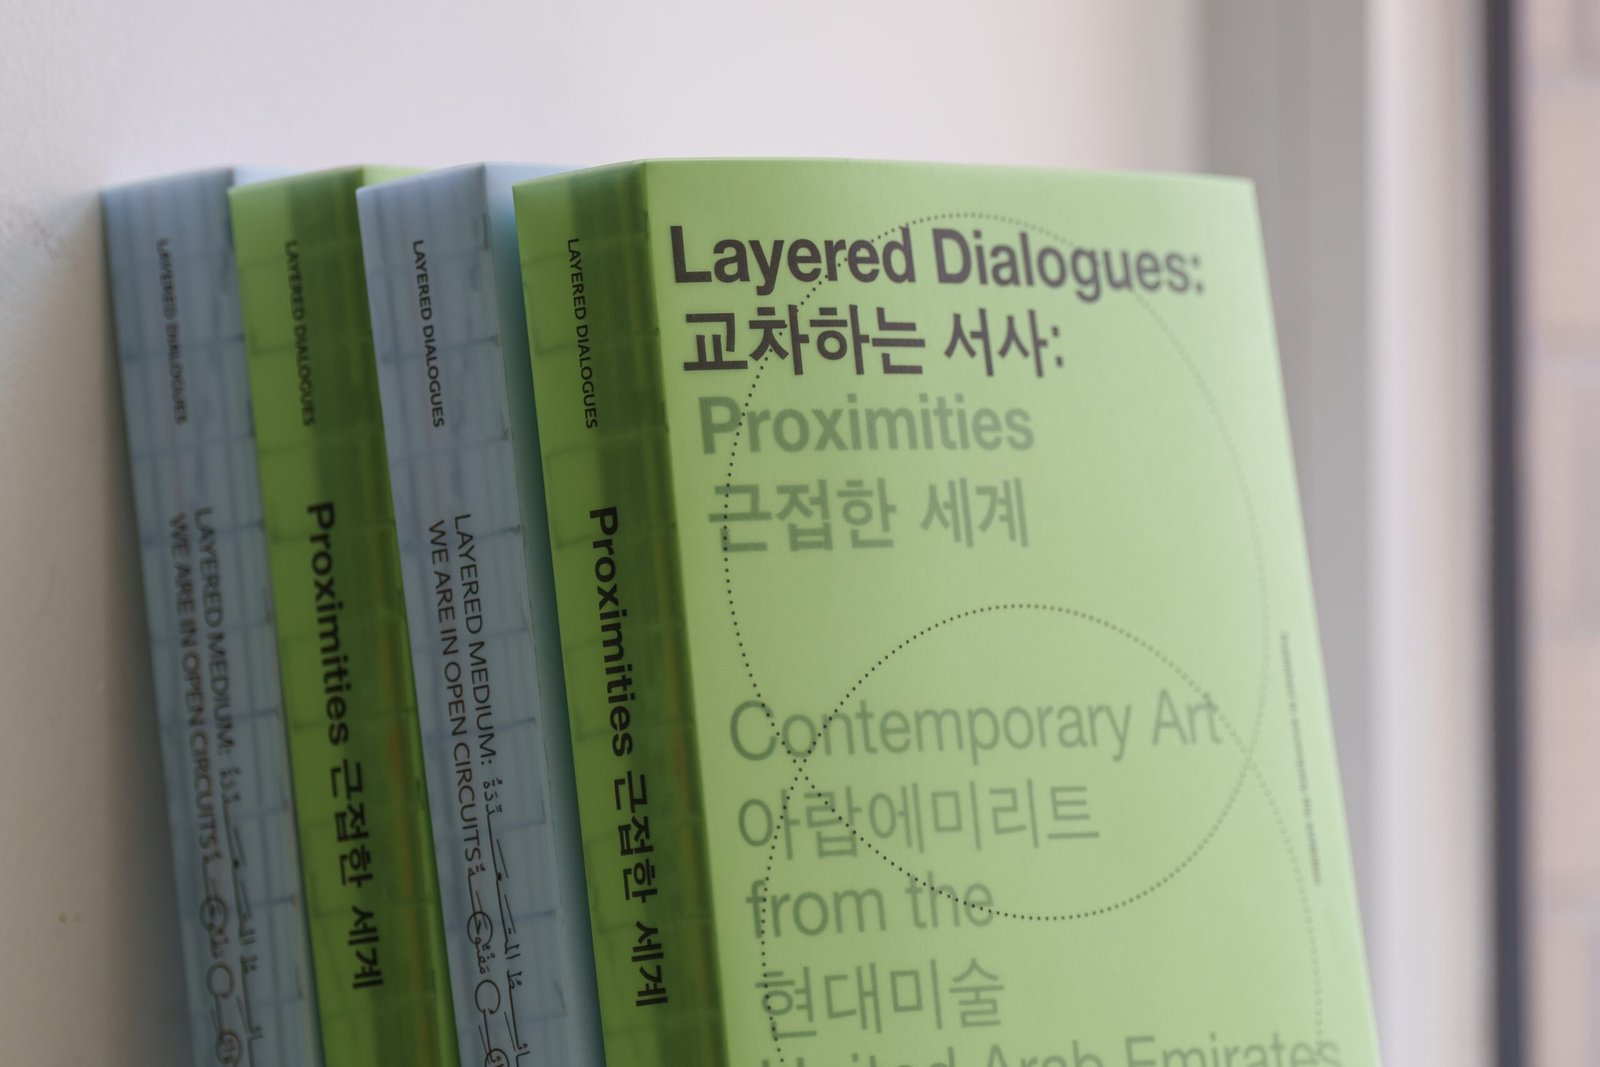 LAYERED DIALOGUES
LAYERED MEDIUM:
WE ARE IN OPEN CIRCUITS
LAYERED DIALOGUES
Proximities 근접한 세계
LAYERED DIALOGUES
LAYERED MEDIUM:
WE ARE IN OPEN CIRCUITS
LAYERED DIALOGUES
Proximities 근접한 세계
Layered Dialogues:
교차하는 서사:
Proximities
근접한 세계
Contemporary Art
아랍에미리트
from the
현대미술
United Arab Emirates